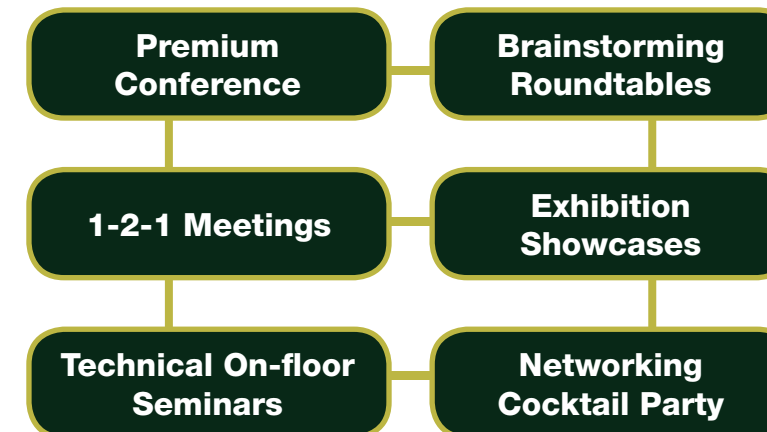 Premium
Conference
Brainstorming
Roundtables
1-2-1 Meetings
Exhibition
Showcases
Technical On-floor
Seminars
Networking
Cocktail Party